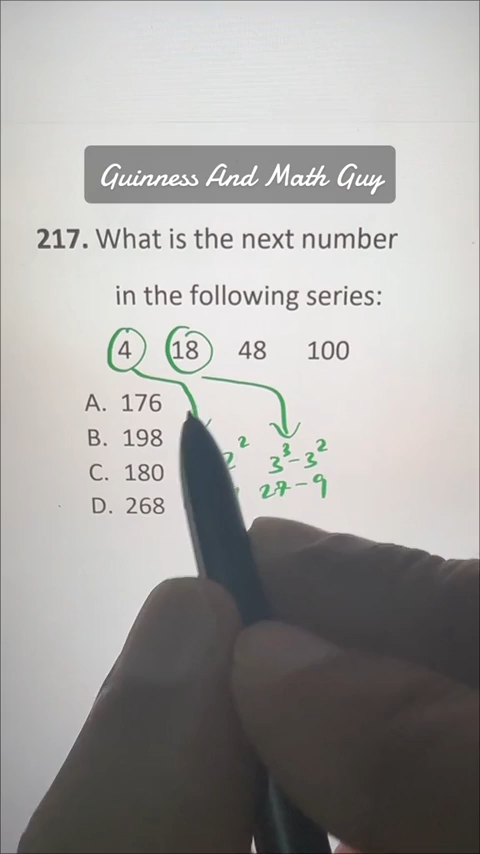 Guinness And Math Guy
217. What is the next number
in the following series:
4 18 48 100
A. 176
B. 198
C. 180
D. 268
2² 3³-3²
27-9